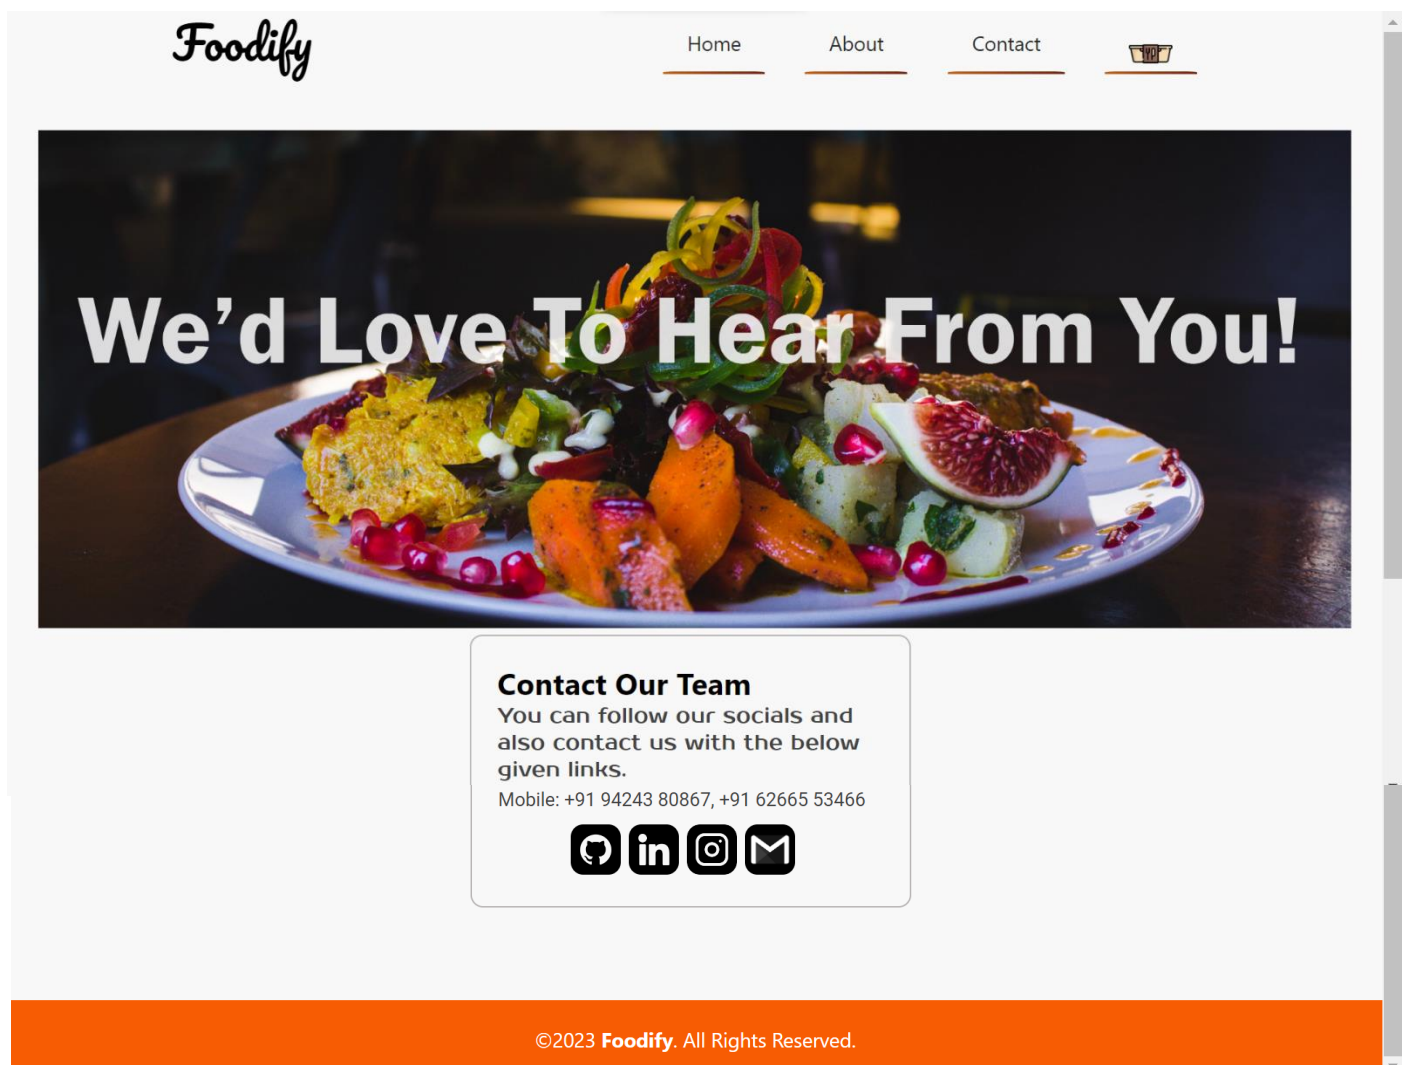 Foodify
Home About Contact YP
We’d Love To Hear From You!
Contact Our Team
You can follow our socials and
also contact us with the below
given links.
Mobile: +91 94243 80867, +91 62665 53466
in
©2023 Foodify. All Rights Reserved.